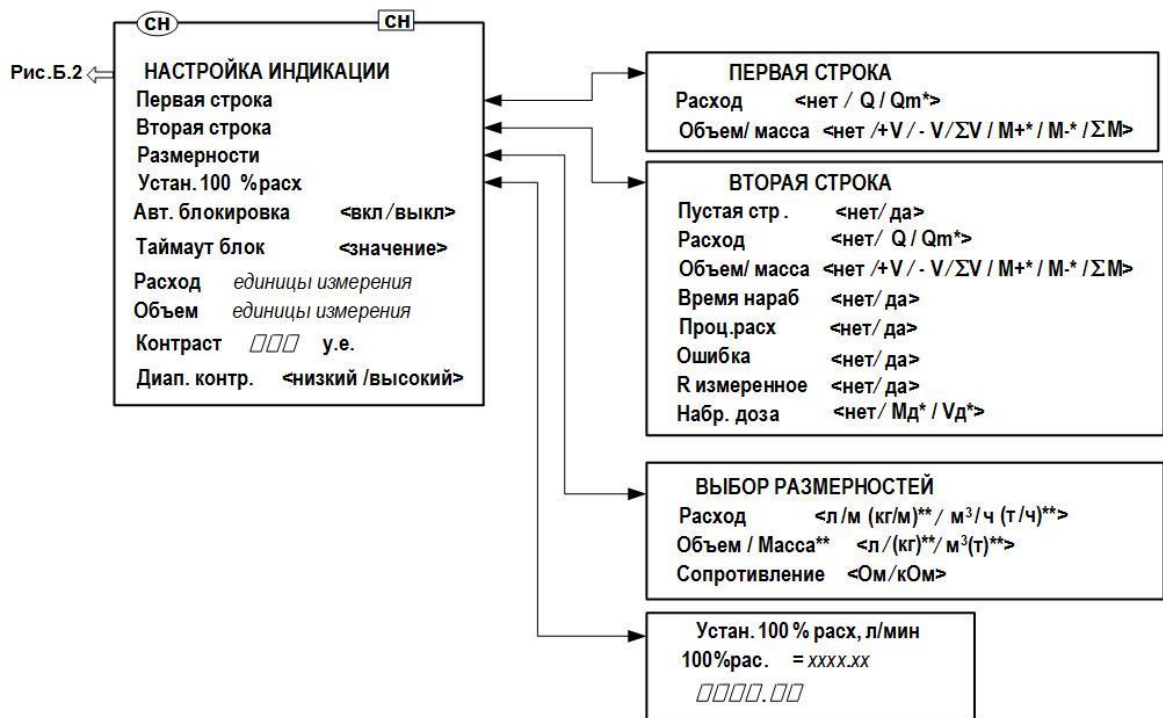 СН
СН
Рис.Б.2
НАСТРОЙКА ИНДИКАЦИИ
Первая строка
Вторая строка
Размерности
Устан. 100 % расх
Авт. блокировка <вкл / выкл>
Таймаут блок <значение>
Расход единицы измерения
Объем единицы измерения
Контраст у.е.
Диап. контр. <низкий /высокий>
ПЕРВАЯ СТРОКА
Расход <нет / Q / Qm*>
Объем/ масса <нет /+V / - V / ΣV / M+* / M-* / ΣM>
ВТОРАЯ СТРОКА
Пустая стр. <нет/ да>
Расход <нет/ Q / Qm*>
Объем/ масса <нет /+V / - V / ΣV / M+* / M-* / ΣM>
Время нараб <нет/ да>
Проц.расх <нет/ да>
Ошибка <нет/ да>
R измеренное <нет/ да>
Набр. доза <нет/ Мд* / Vд*>
ВЫБОР РАЗМЕРНОСТЕЙ
Расход <л /м (кг/м)**/ м³/ч (т/ч)**>
Объем / Масса** <л /(кг)**/ м³(т)**>
Сопротивление <Ом/кОм>
Устан. 100 % расх, л/мин
100%рас. = xxxx.xx